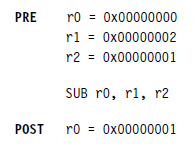 PRE r0 = 0x00000000
r1 = 0x00000002
r2 = 0x00000001
SUB r0, r1, r2
POST r0 = 0x00000001